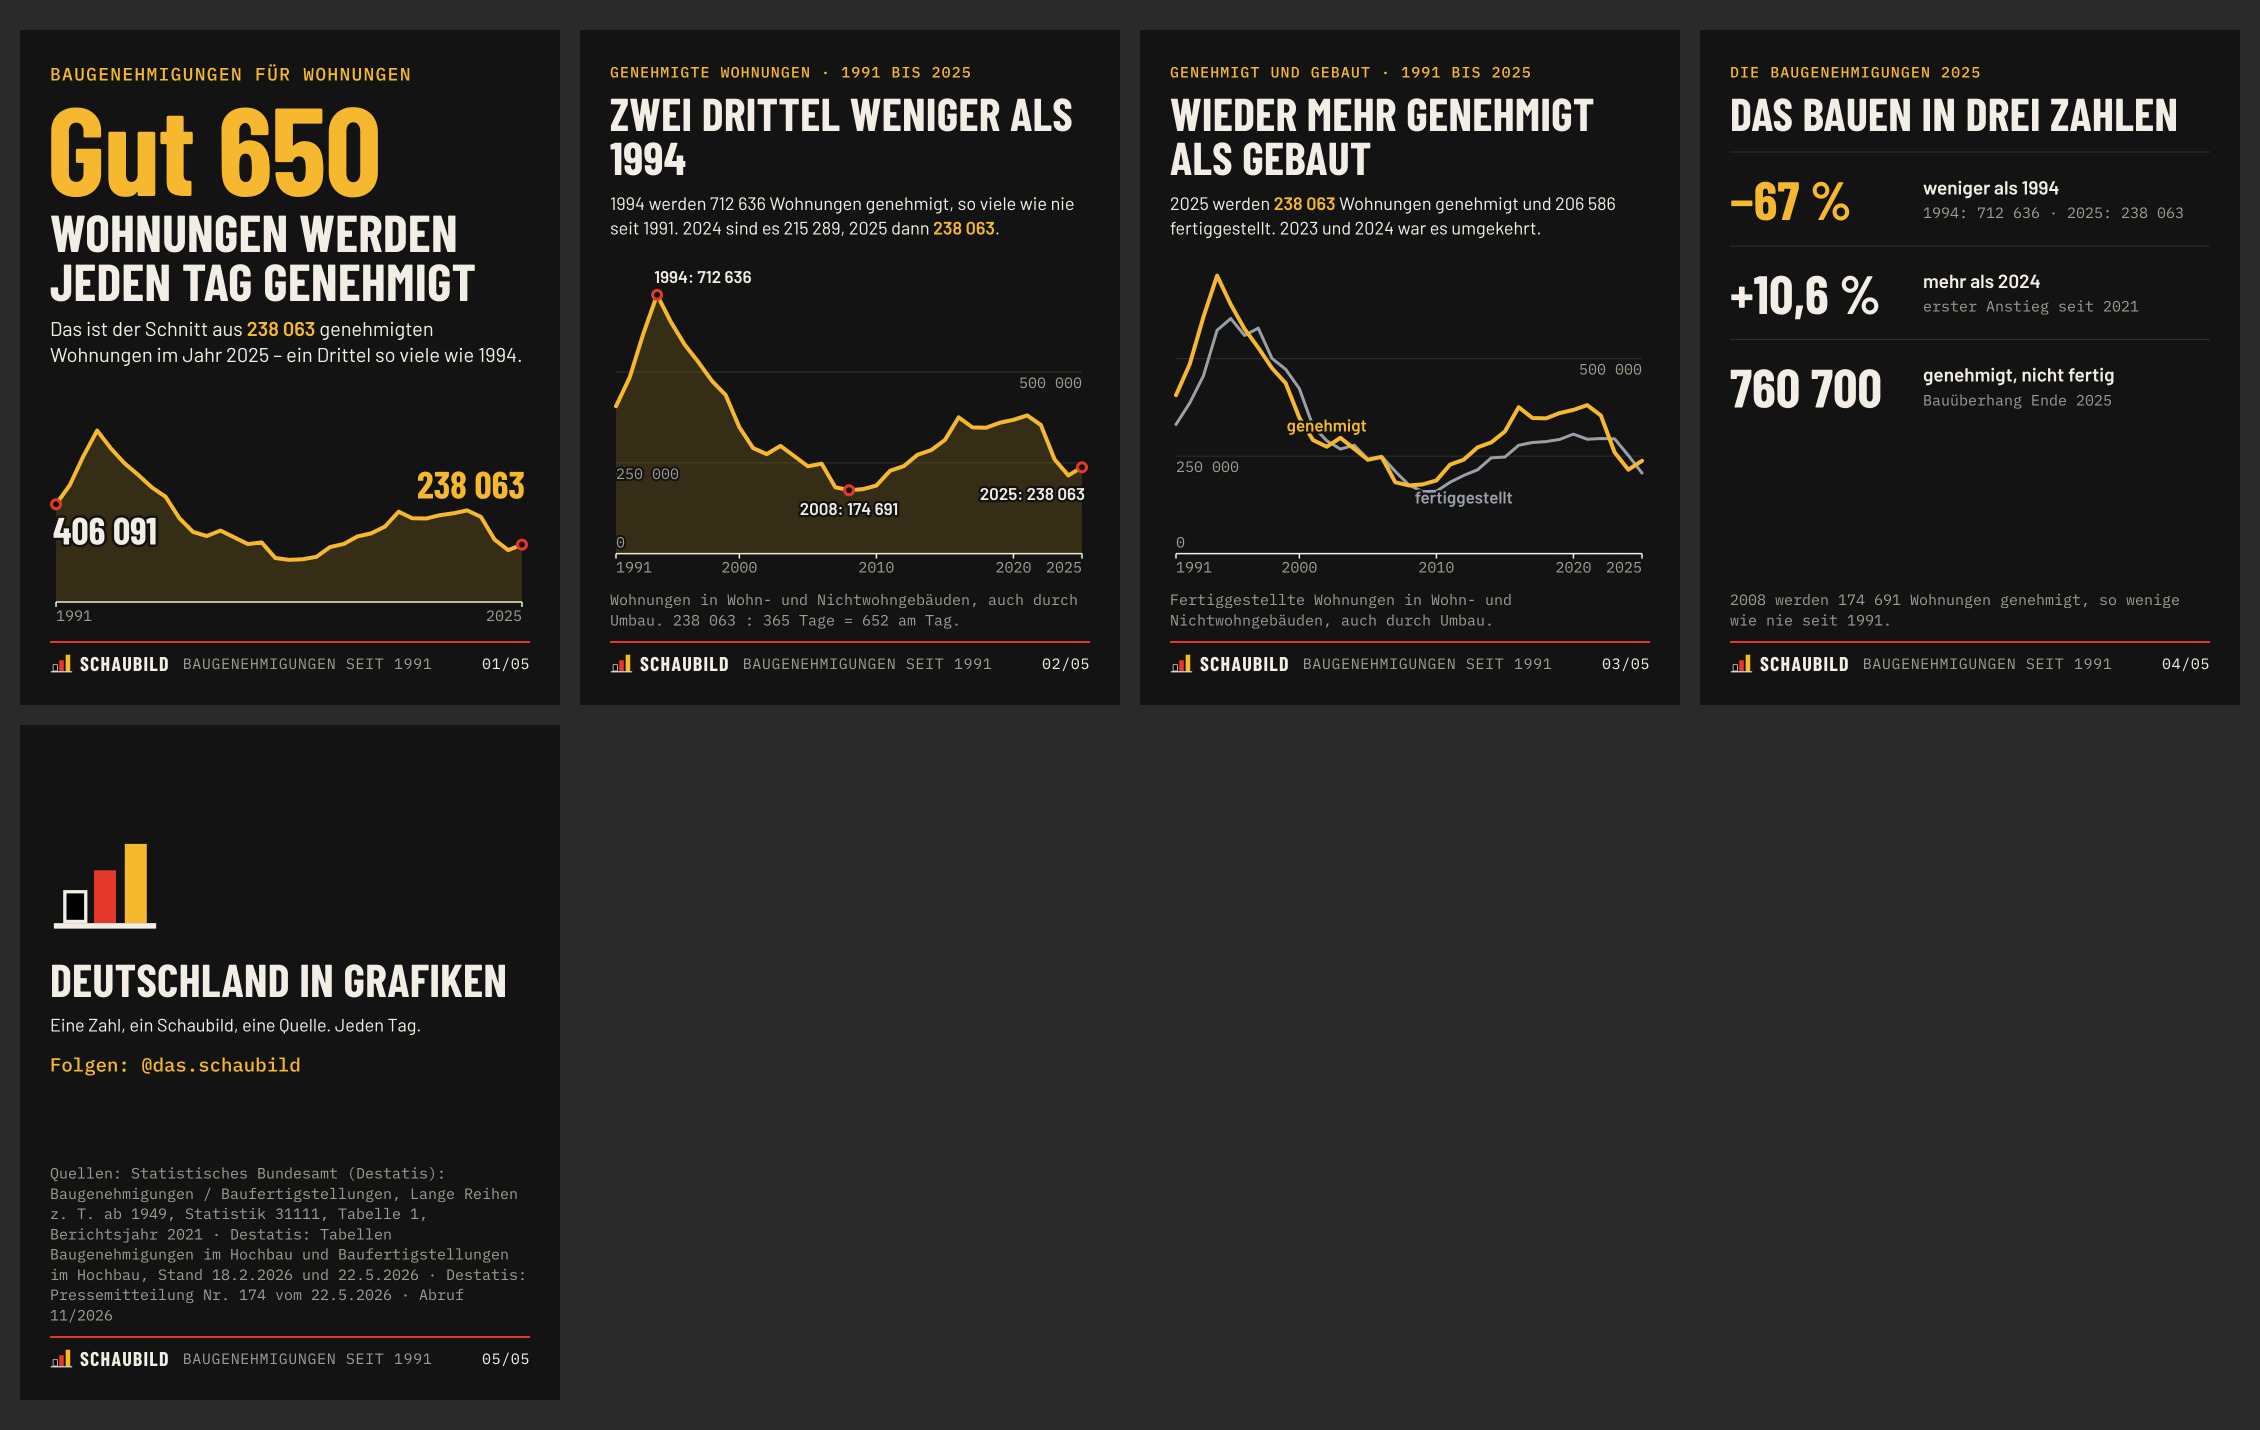 BAUGENEHMIGUNGEN FÜR WOHNUNGEN
Gut 650
WOHNUNGEN WERDEN
JEDEN TAG GENEHMIGT
Das ist der Schnitt aus 238 063 genehmigten
Wohnungen im Jahr 2025 – ein Drittel so viele wie 1994.
238 063
406 091
1991
2025
SCHAUBILD BAUGENEHMIGUNGEN SEIT 1991 01/05
GENEHMIGTE WOHNUNGEN · 1991 BIS 2025
ZWEI DRITTEL WENIGER ALS
1994
1994 werden 712 636 Wohnungen genehmigt, so viele wie nie
seit 1991. 2024 sind es 215 289, 2025 dann 238 063.
1994: 712 636
500 000
250 000
2025: 238 063
2008: 174 691
0
1991 2000 2010 2020 2025
Wohnungen in Wohn- und Nichtwohngebäuden, auch durch
Umbau. 238 063 : 365 Tage = 652 am Tag.
SCHAUBILD BAUGENEHMIGUNGEN SEIT 1991 02/05
GENEHMIGT UND GEBAUT · 1991 BIS 2025
WIEDER MEHR GENEHMIGT
ALS GEBAUT
2025 werden 238 063 Wohnungen genehmigt und 206 586
fertiggestellt. 2023 und 2024 war es umgekehrt.
500 000
genehmigt
250 000
fertiggestellt
0
1991 2000 2010 2020 2025
Fertiggestellte Wohnungen in Wohn- und
Nichtwohngebäuden, auch durch Umbau.
SCHAUBILD BAUGENEHMIGUNGEN SEIT 1991 03/05
DIE BAUGENEHMIGUNGEN 2025
DAS BAUEN IN DREI ZAHLEN
–67 %
weniger als 1994
1994: 712 636 · 2025: 238 063
+10,6 %
mehr als 2024
erster Anstieg seit 2021
760 700
genehmigt, nicht fertig
Bauüberhang Ende 2025
2008 werden 174 691 Wohnungen genehmigt, so wenige
wie nie seit 1991.
SCHAUBILD BAUGENEHMIGUNGEN SEIT 1991 04/05
DEUTSCHLAND IN GRAFIKEN
Eine Zahl, ein Schaubild, eine Quelle. Jeden Tag.
Folgen: @das.schaubild
Quellen: Statistisches Bundesamt (Destatis):
Baugenehmigungen / Baufertigstellungen, Lange Reihen
z. T. ab 1949, Statistik 31111, Tabelle 1,
Berichtsjahr 2021 · Destatis: Tabellen
Baugenehmigungen im Hochbau und Baufertigstellungen
im Hochbau, Stand 18.2.2026 und 22.5.2026 · Destatis:
Pressemitteilung Nr. 174 vom 22.5.2026 · Abruf
11/2026
SCHAUBILD BAUGENEHMIGUNGEN SEIT 1991 05/05